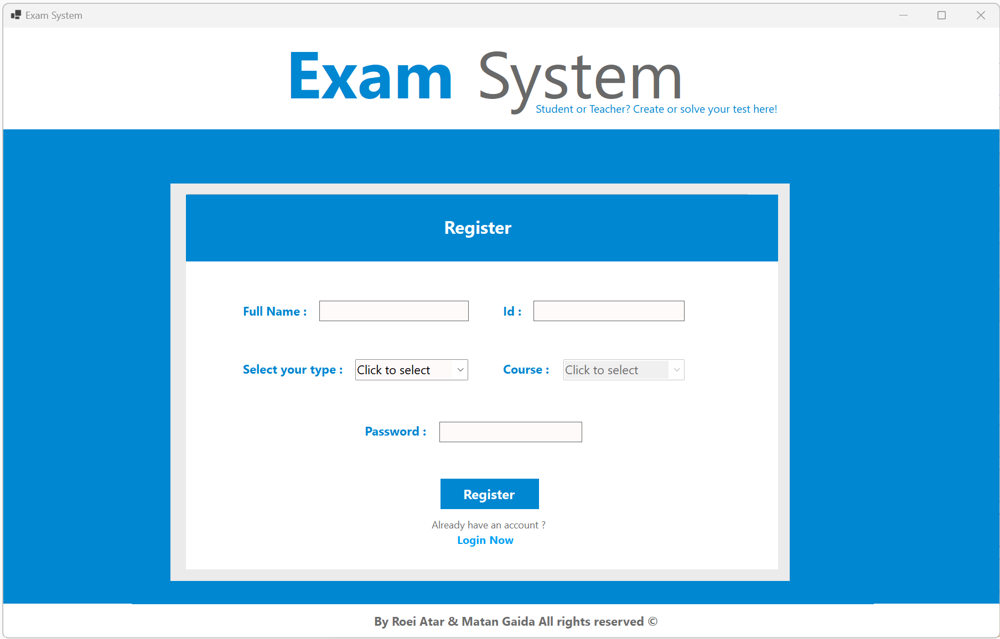 Exam System
Exam System
Student or Teacher? Create or solve your test here!
Register
Full Name :
Id :
Select your type : Click to select
Course : Click to select
Password :
Register
Already have an account ?
Login Now
By Roei Atar & Matan Gaida All rights reserved ©